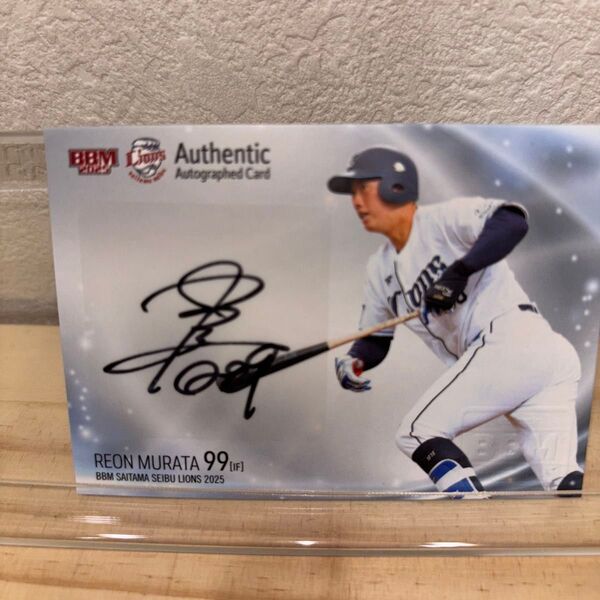 BBM
2025
Lions
Authentic
Autographed Card
Lions
REON MURATA 99 [IF]
BBM SAITAMA SEIBU LIONS 2025
BBM